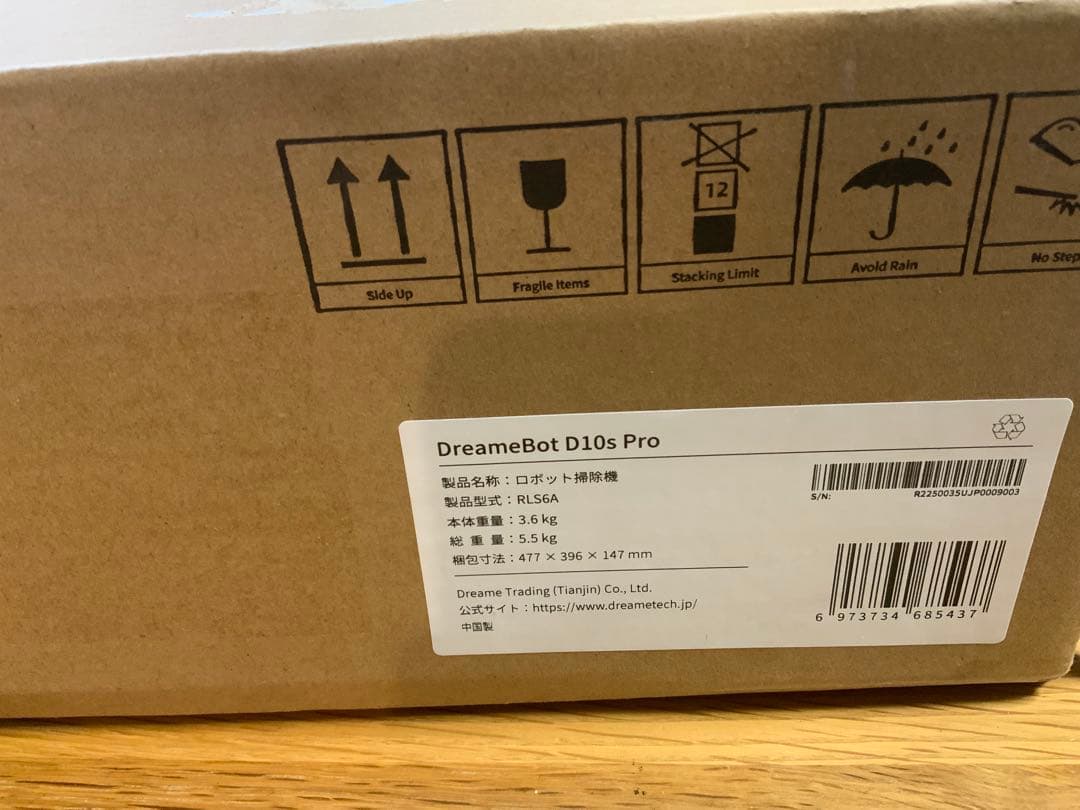 Side Up
Fragile Items
12
Stacking Limit
Avoid Rain
No Step
DreameBot D10s Pro
製品名称：ロボット掃除機
製品型式：RLS6A
本体重量：3.6 kg
総 重 量：5.5 kg
梱包寸法：477 × 396 × 147 mm
Dreame Trading (Tianjin) Co., Ltd.
公式サイト：https://www.dreametech.jp/
中国製
S/N: R2250035UJP0009003
6 973734 685437